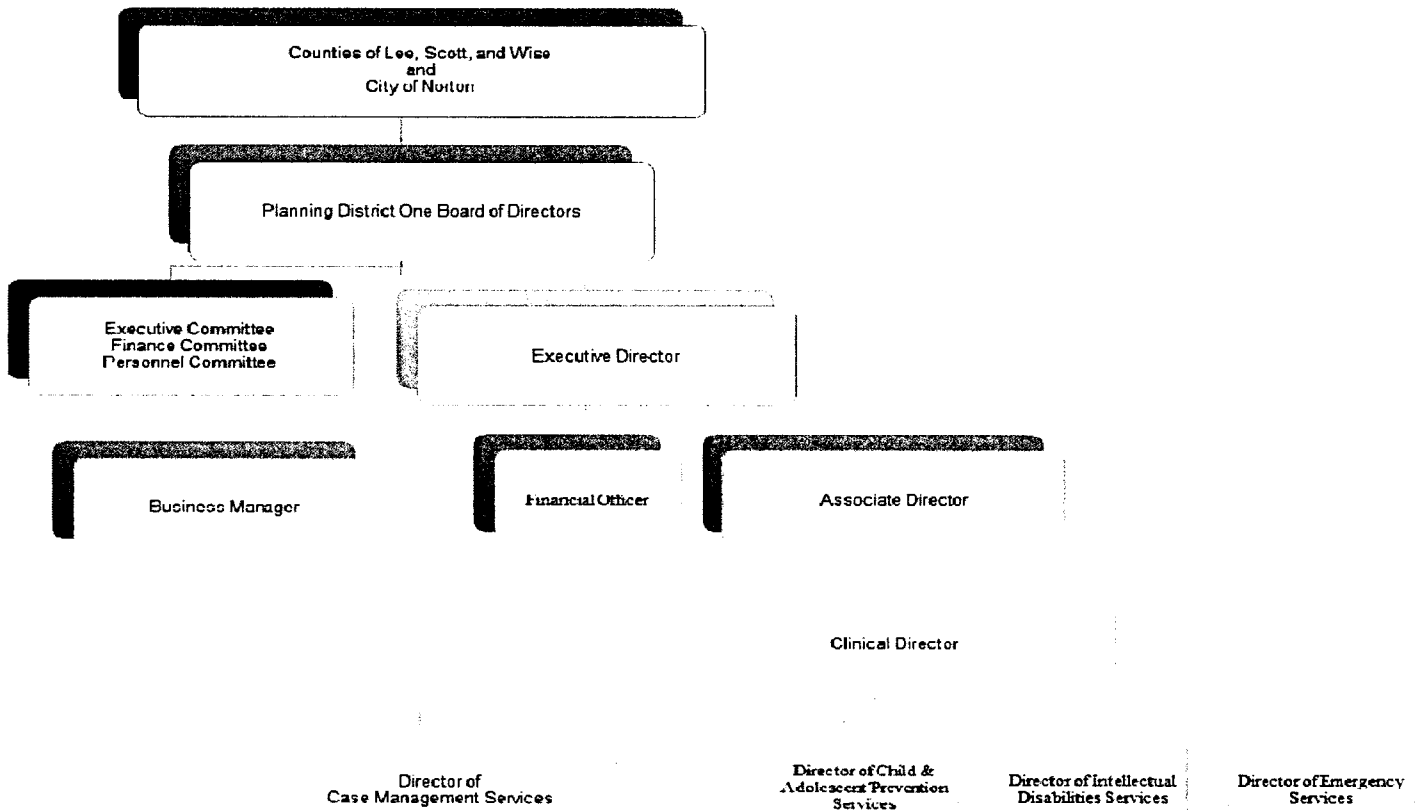 Counties of Lee, Scott, and Wise
and
City of Norton
Planning District One Board of Directors
Executive Committee
Finance Committee
Personnel Committee
Executive Director
Business Manager
Financial Officer
Associate Director
Clinical Director
Director of
Case Management Services
Director of Child &
Adolescent Prevention
Services
Director of Intellectual
Disabilities Services
Director of Emergency
Services